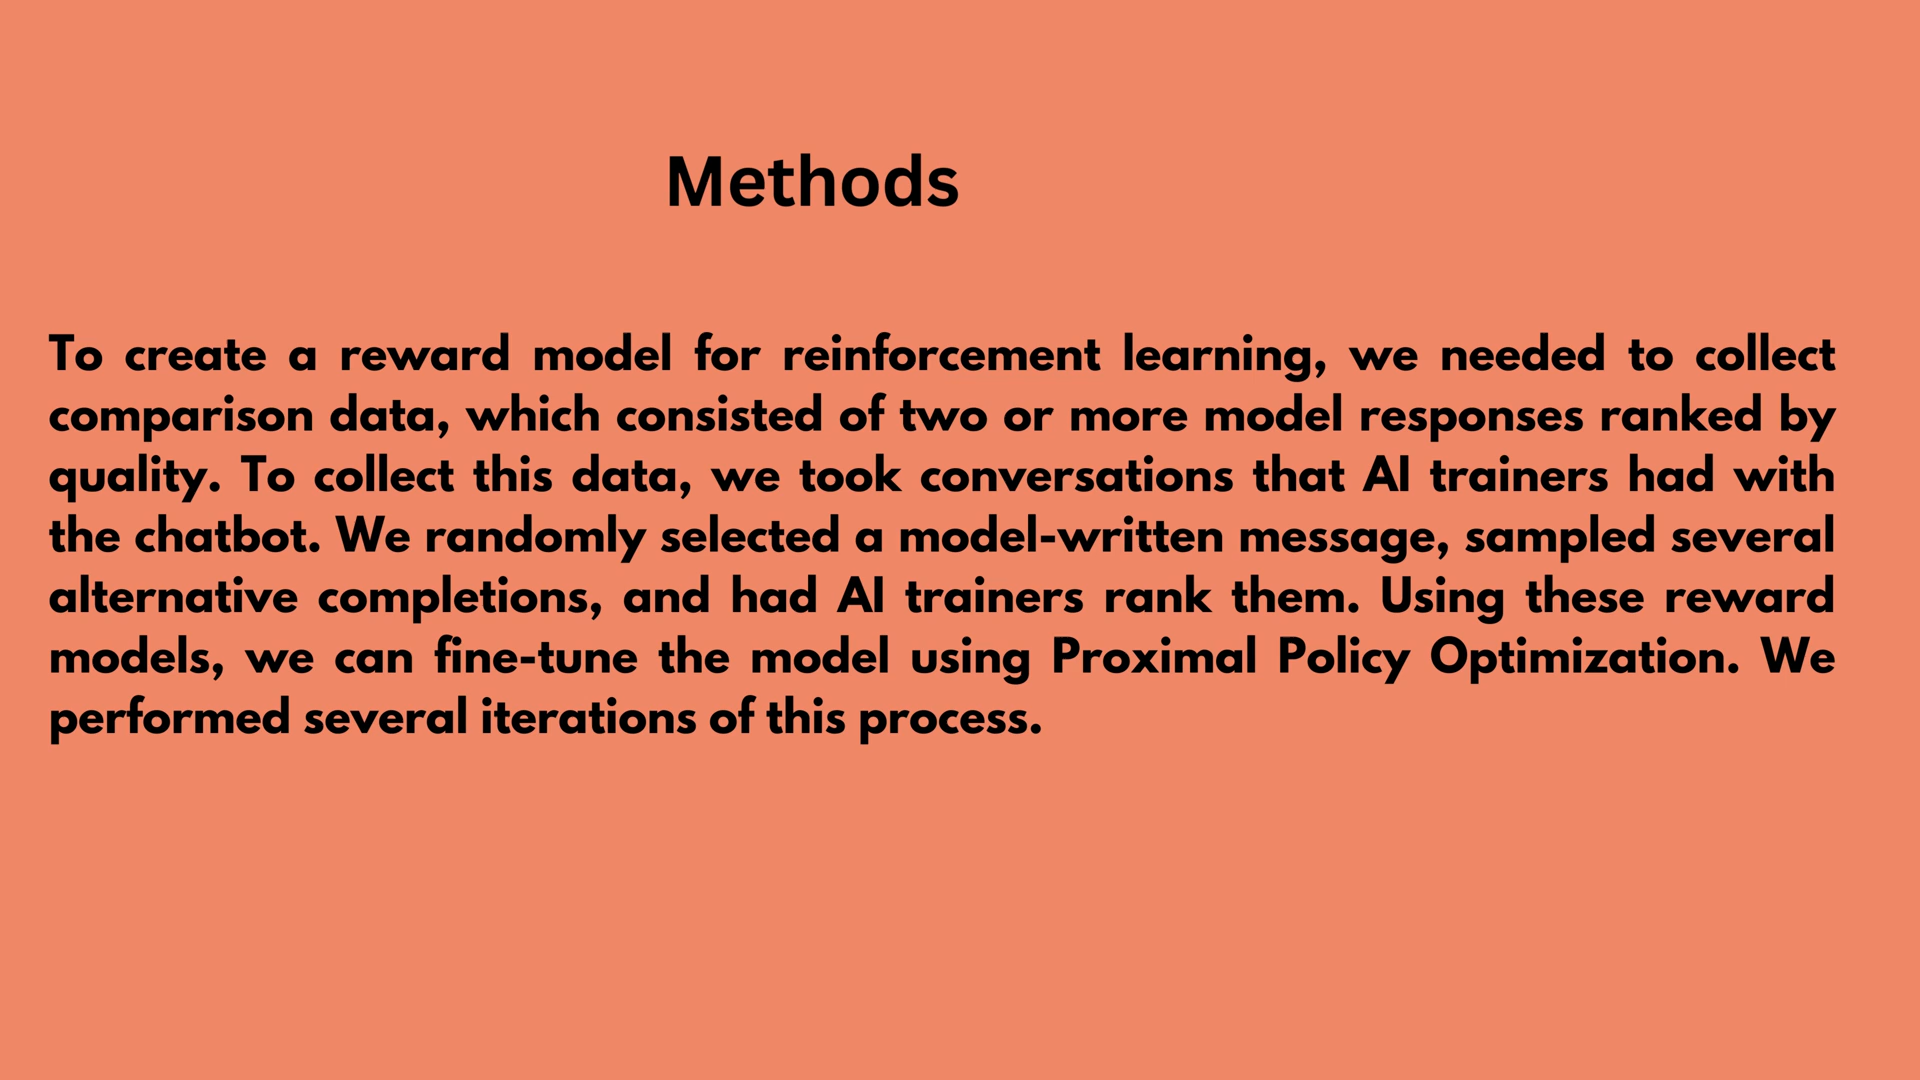 Methods
To create a reward model for reinforcement learning, we needed to collect
comparison data, which consisted of two or more model responses ranked by
quality. To collect this data, we took conversations that AI trainers had with
the chatbot. We randomly selected a model-written message, sampled several
alternative completions, and had AI trainers rank them. Using these reward
models, we can fine-tune the model using Proximal Policy Optimization. We
performed several iterations of this process.